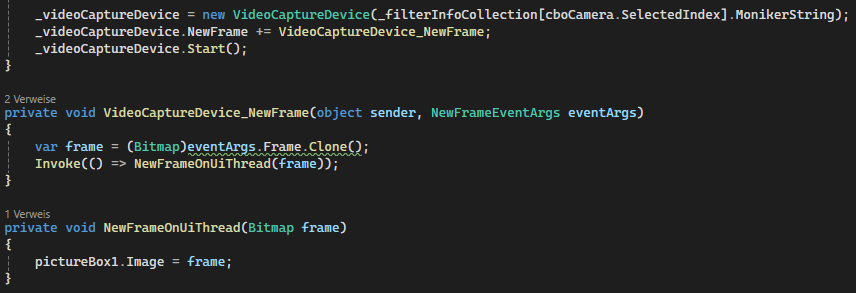 _videoCaptureDevice = new VideoCaptureDevice(_filterInfoCollection[cboCamera.SelectedIndex].MonikerString);
_videoCaptureDevice.NewFrame += VideoCaptureDevice_NewFrame;
_videoCaptureDevice.Start();
}
2 Verweise
private void VideoCaptureDevice_NewFrame(object sender, NewFrameEventArgs eventArgs)
{
var frame = (Bitmap)eventArgs.Frame.Clone();
Invoke(() => NewFrameOnUiThread(frame));
}
1 Verweis
private void NewFrameOnUiThread(Bitmap frame)
{
pictureBox1.Image = frame;
}